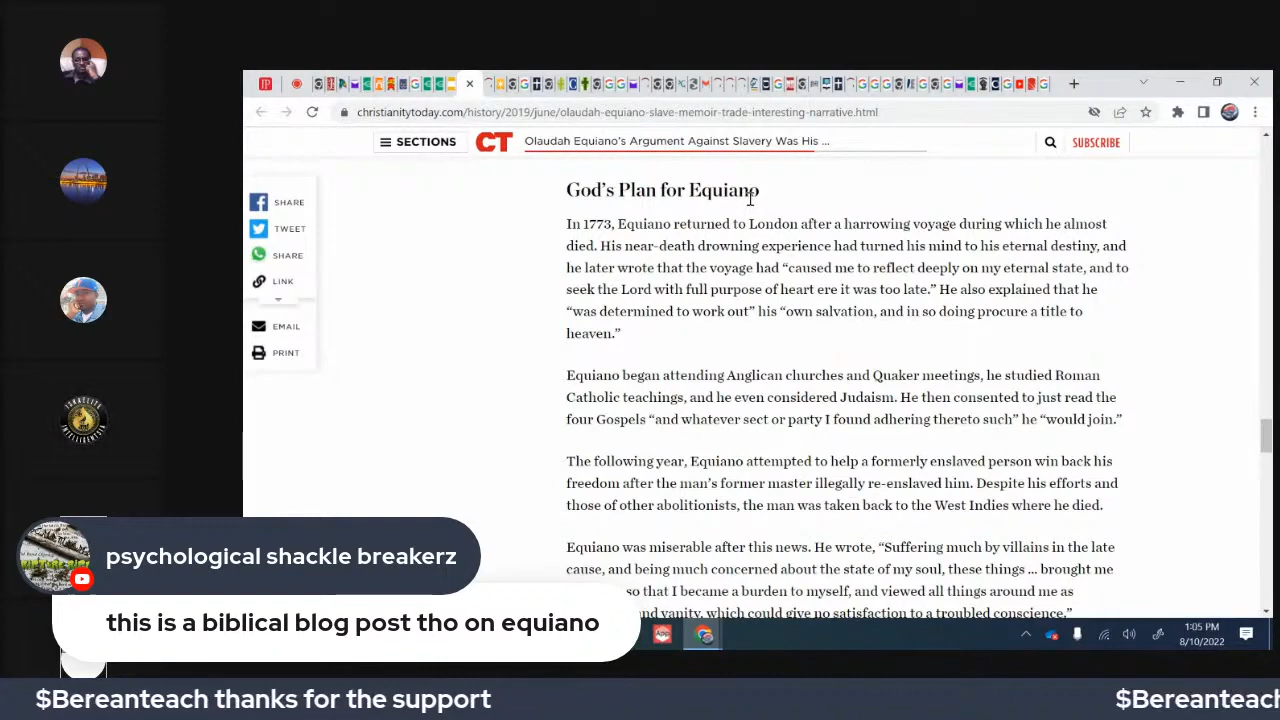 christianitytoday.com/history/2019/june/olaudah-equiano-slave-memoir-trade-interesting-narrative.html
SECTIONS
CT
Olaudah Equiano's Argument Against Slavery Was His ...
SUBSCRIBE
SHARE
TWEET
SHARE
LINK
EMAIL
PRINT
God's Plan for Equiano
In 1773, Equiano returned to London after a harrowing voyage during which he almost
died. His near-death drowning experience had turned his mind to his eternal destiny, and
he later wrote that the voyage had “caused me to reflect deeply on my eternal state, and to
seek the Lord with full purpose of heart ere it was too late.” He also explained that he
“was determined to work out” his “own salvation, and in so doing procure a title to
heaven.”
Equiano began attending Anglican churches and Quaker meetings, he studied Roman
Catholic teachings, and he even considered Judaism. He then consented to just read the
four Gospels “and whatever sect or party I found adhering thereto such” he “would join.”
The following year, Equiano attempted to help a formerly enslaved person win back his
freedom after the man's former master illegally re-enslaved him. Despite his efforts and
those of other abolitionists, the man was taken back to the West Indies where he died.
Equiano was miserable after this news. He wrote, “Suffering much by villains in the late
cause, and being much concerned about the state of my soul, these things ... brought me
so that I became a burden to myself, and viewed all things around me as
and vanity, which could give no satisfaction to a troubled conscience.”
ISRAELITE
INTELLIGENTSIA
psychological shackle breakerz
this is a biblical blog post tho on equiano
App
1:05 PM
8/10/2022
$Bereanteach thanks for the support
$Bereanteach